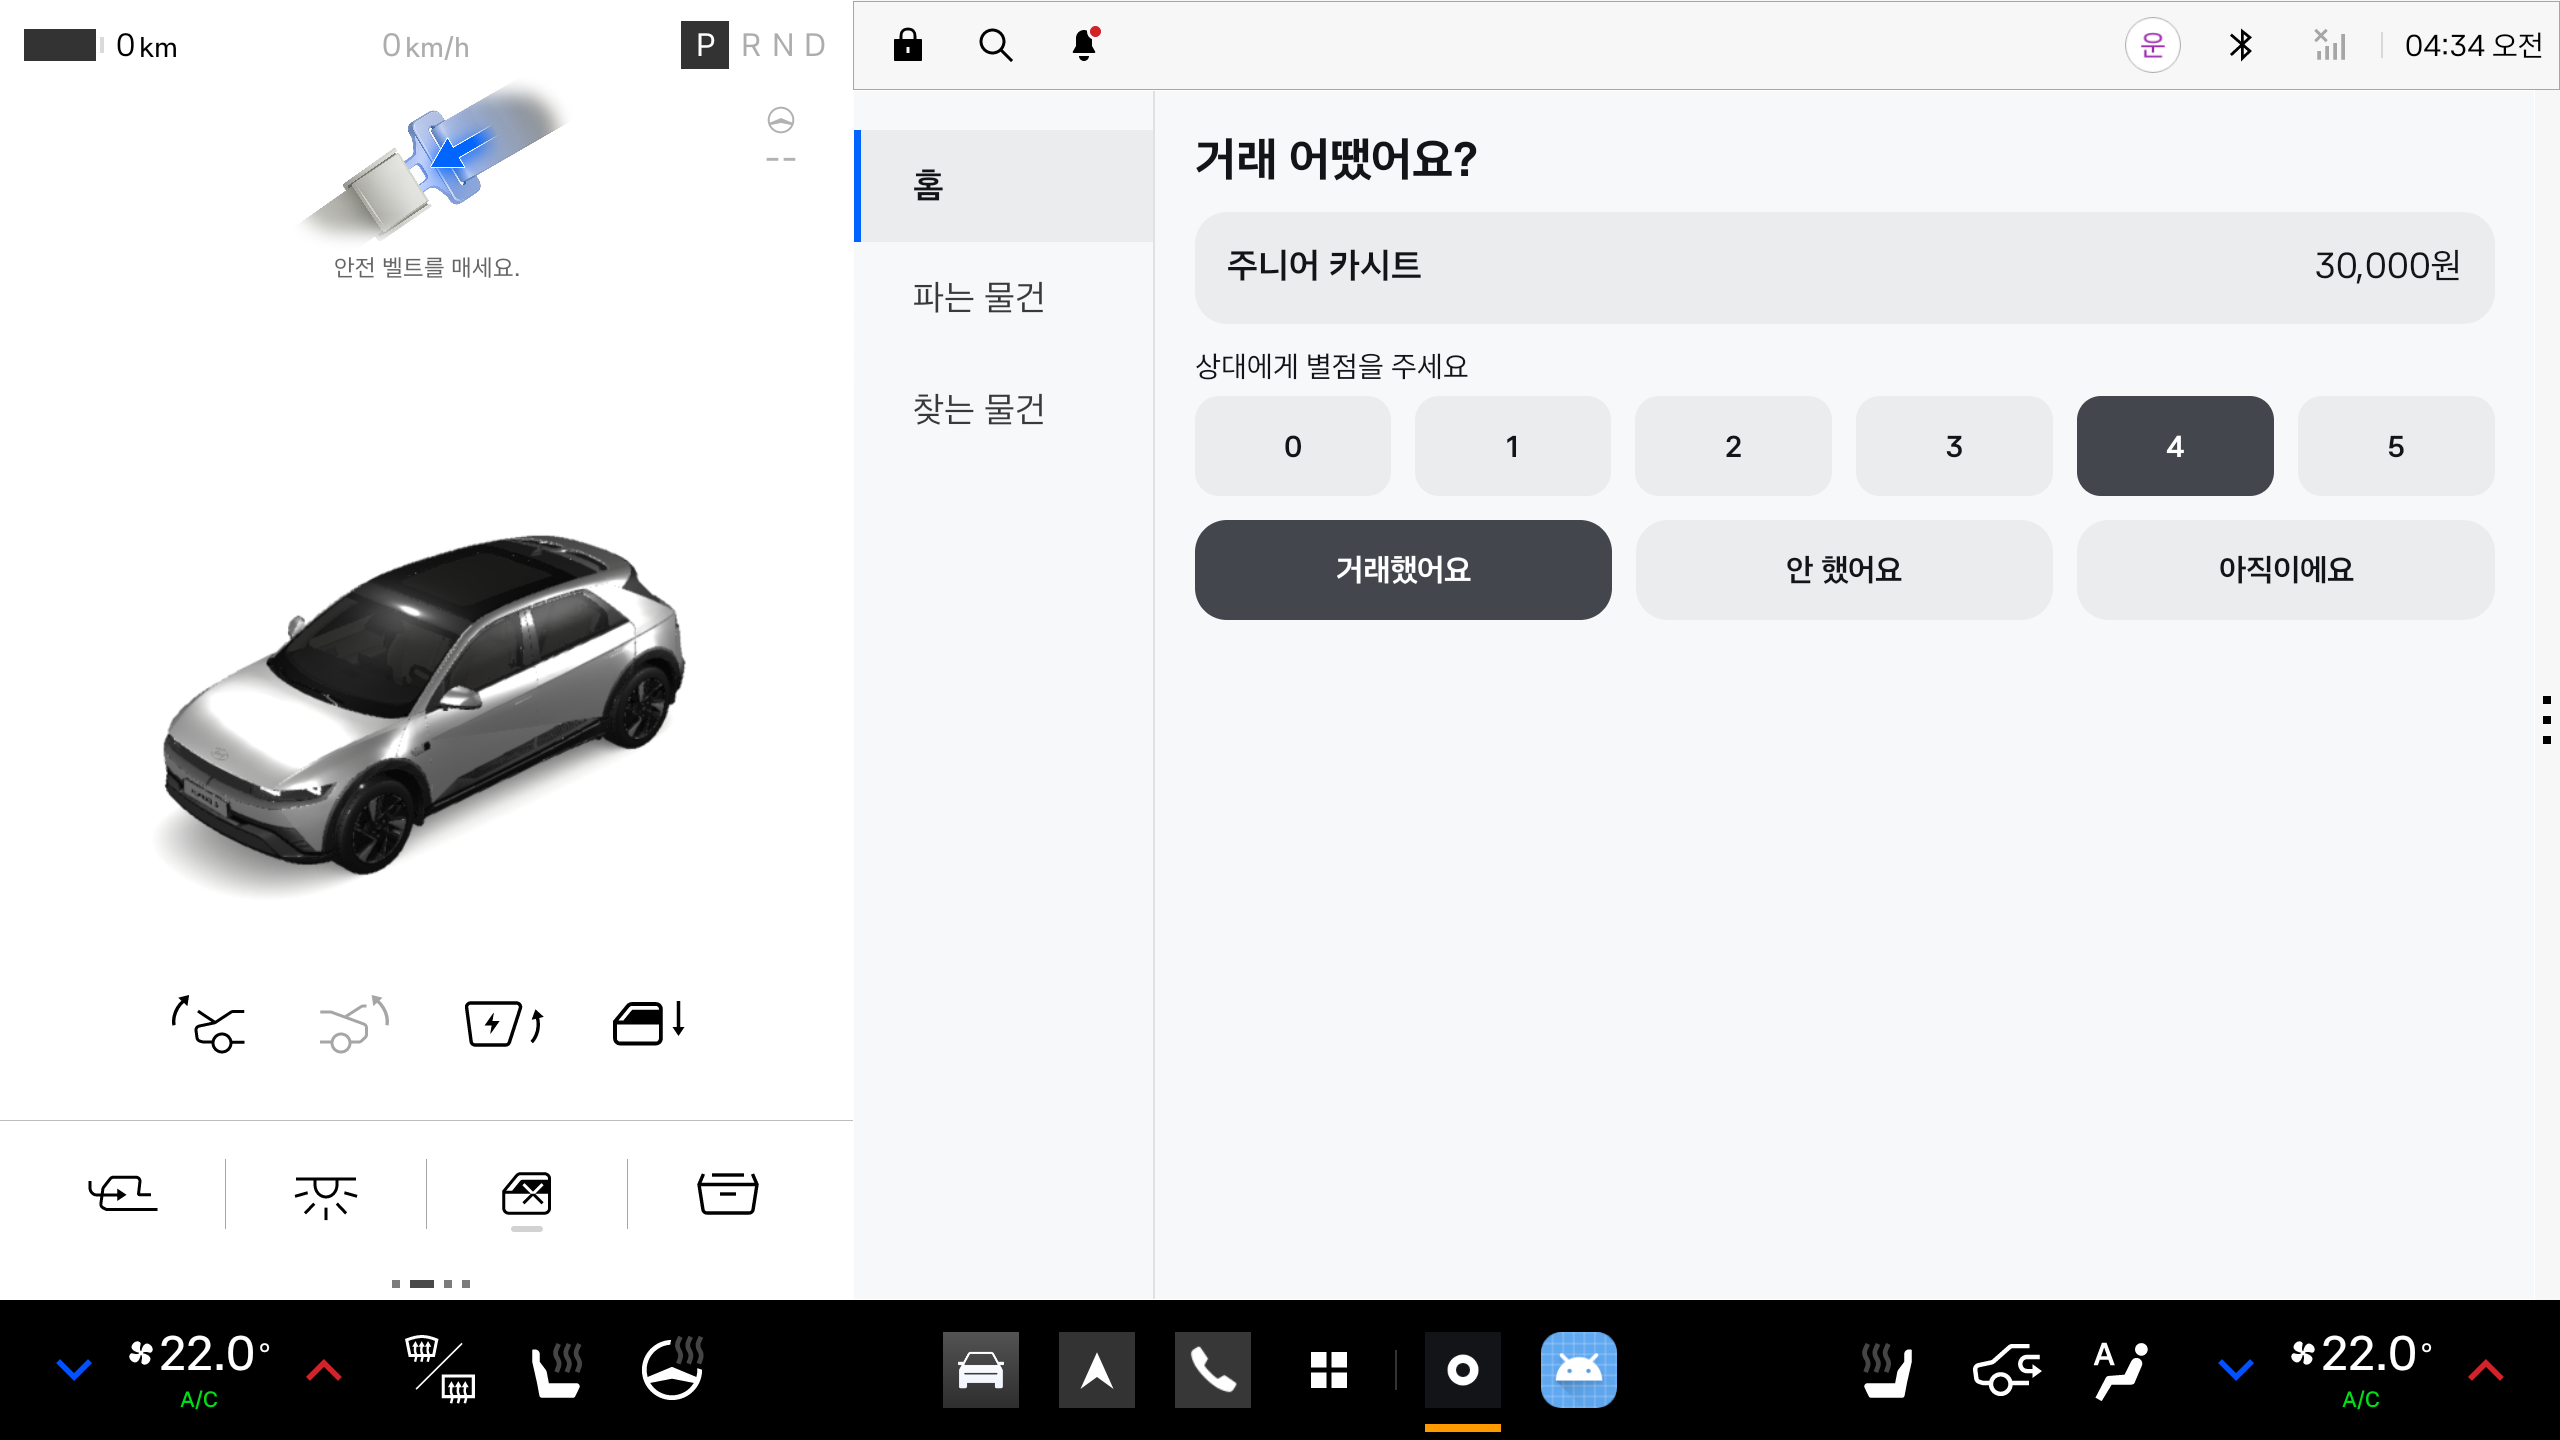 0 km
0 km/h
P R N D
04:34 오전
운
안전 벨트를 매세요.
홈
파는 물건
찾는 물건
거래 어땠어요?
주니어 카시트
30,000원
상대에게 별점을 주세요
0
1
2
3
4
5
거래했어요
안 했어요
아직이에요
22.0°
A/C
A
22.0°
A/C